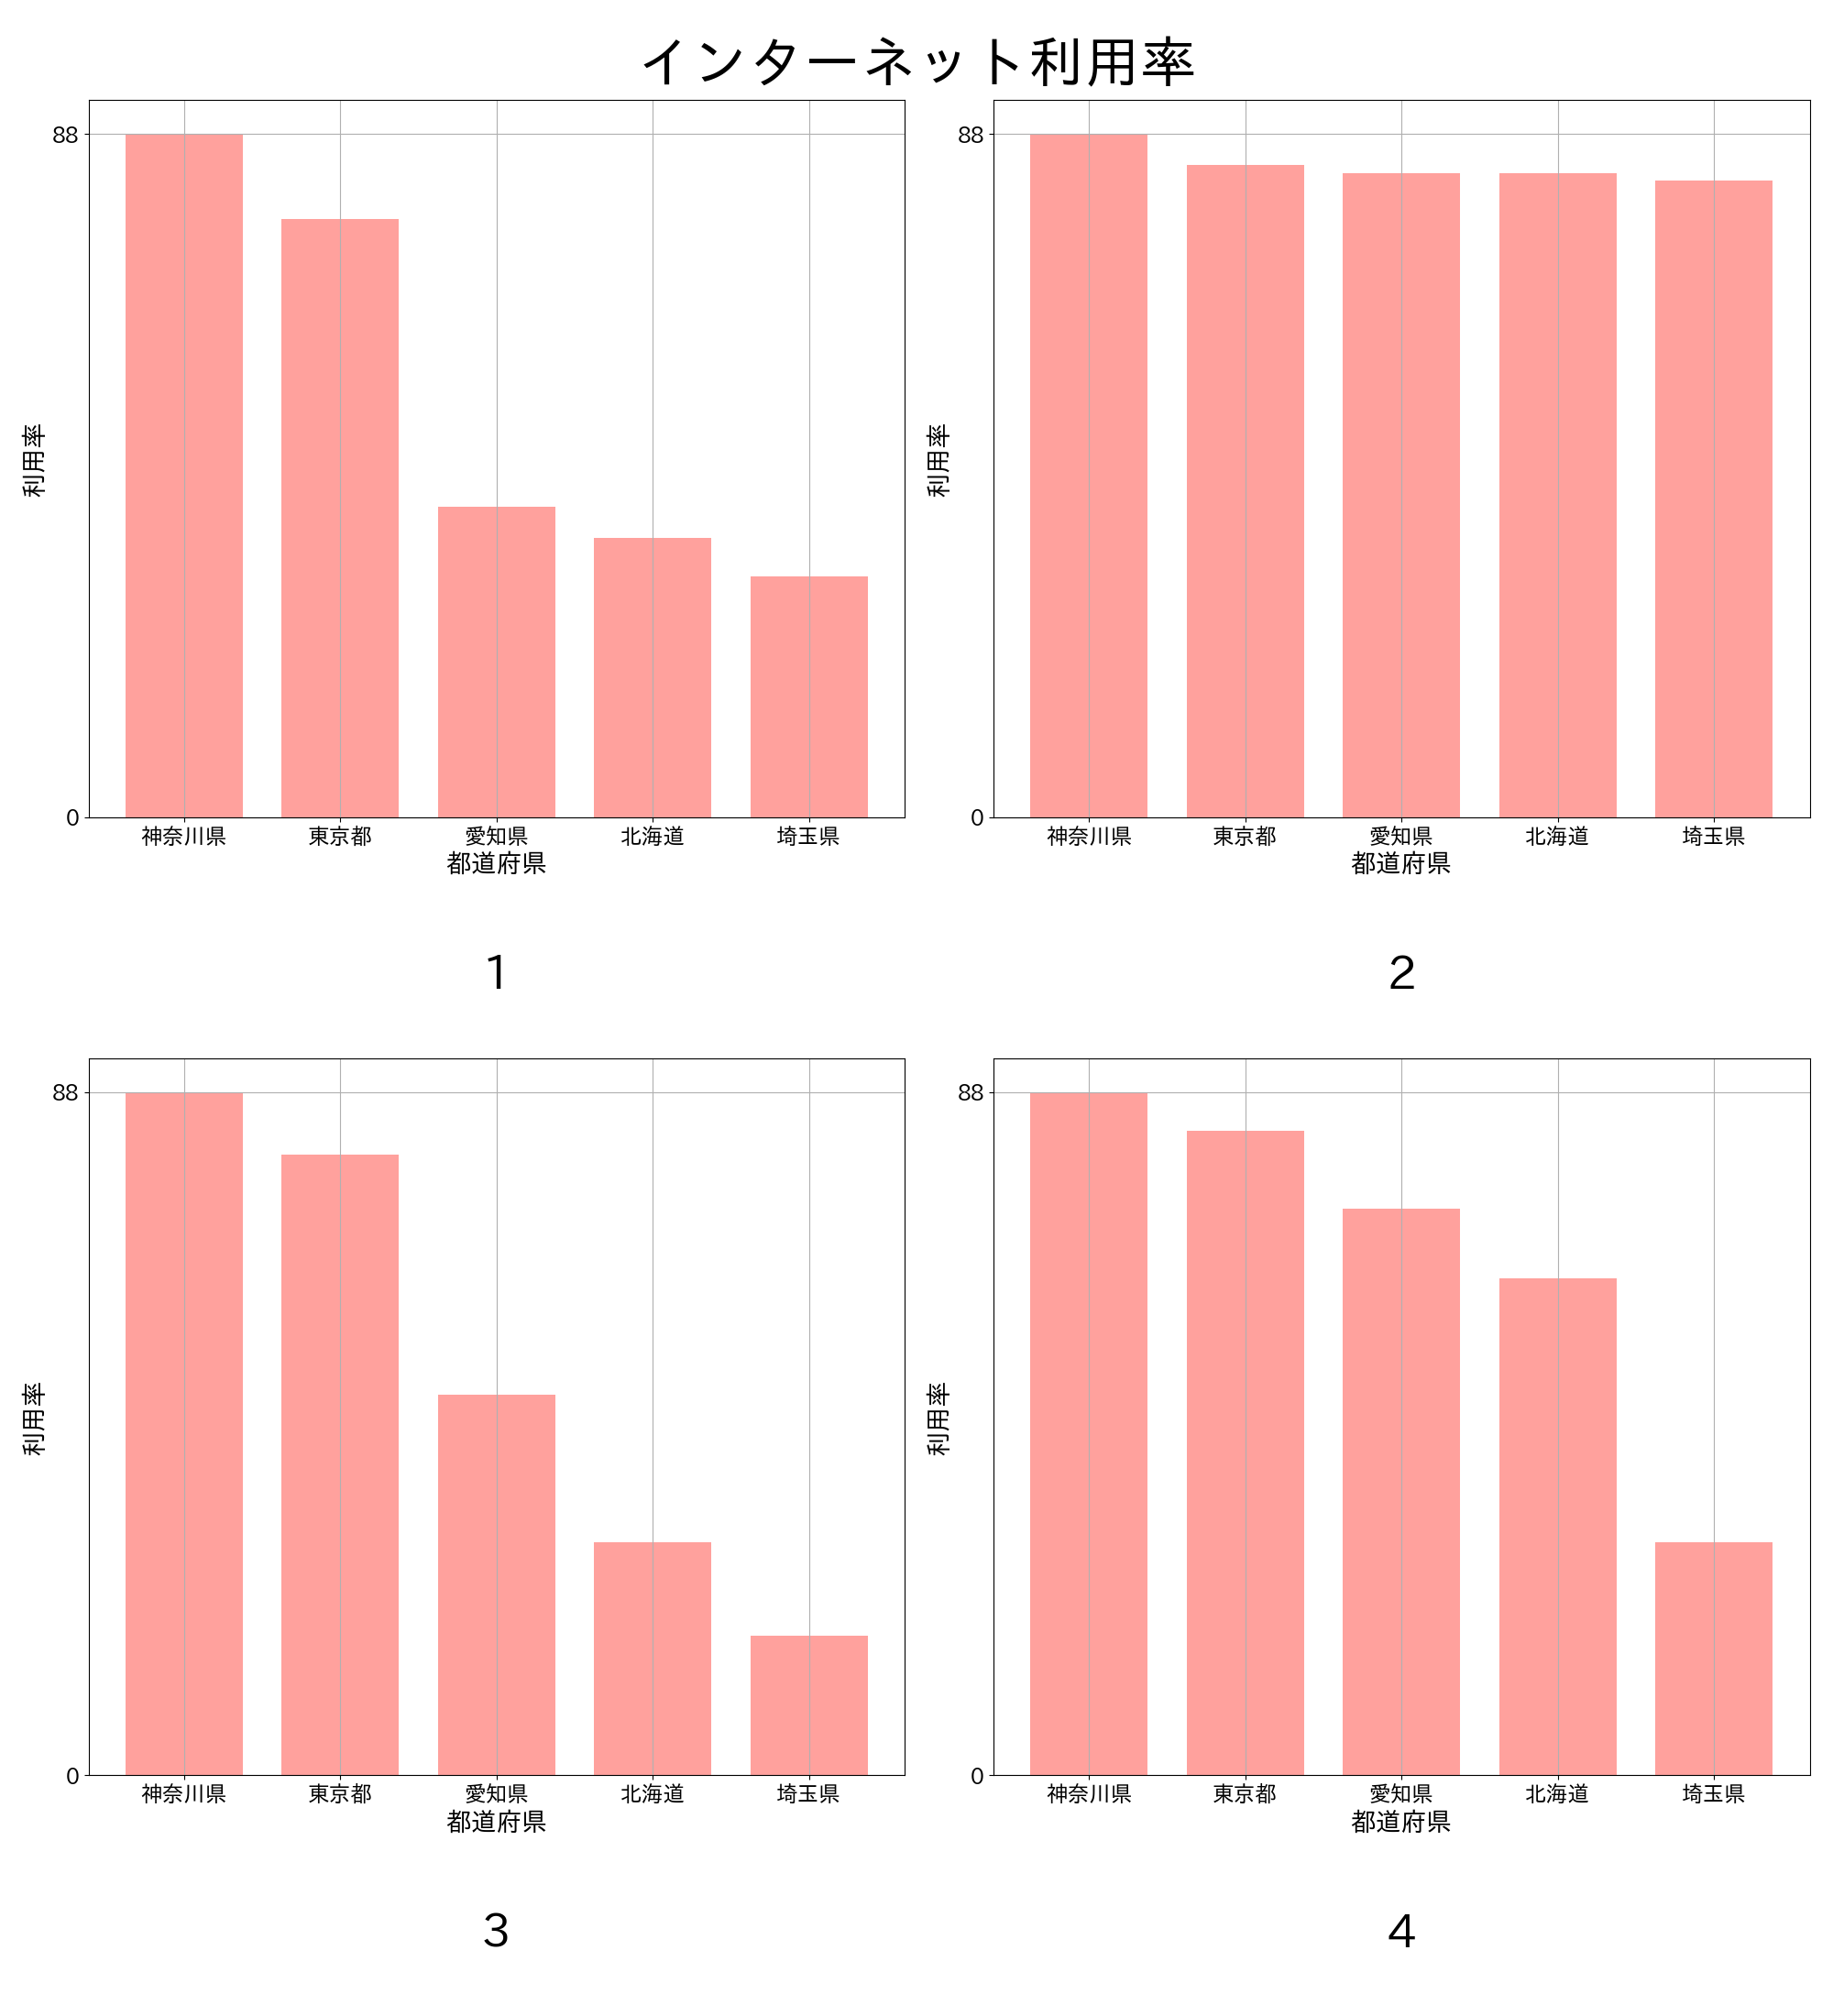 インターネット利用率
88
0
利用率
神奈川県 東京都 愛知県 北海道 埼玉県
都道府県
1
88
0
利用率
神奈川県 東京都 愛知県 北海道 埼玉県
都道府県
2
88
0
利用率
神奈川県 東京都 愛知県 北海道 埼玉県
都道府県
3
88
0
利用率
神奈川県 東京都 愛知県 北海道 埼玉県
都道府県
4